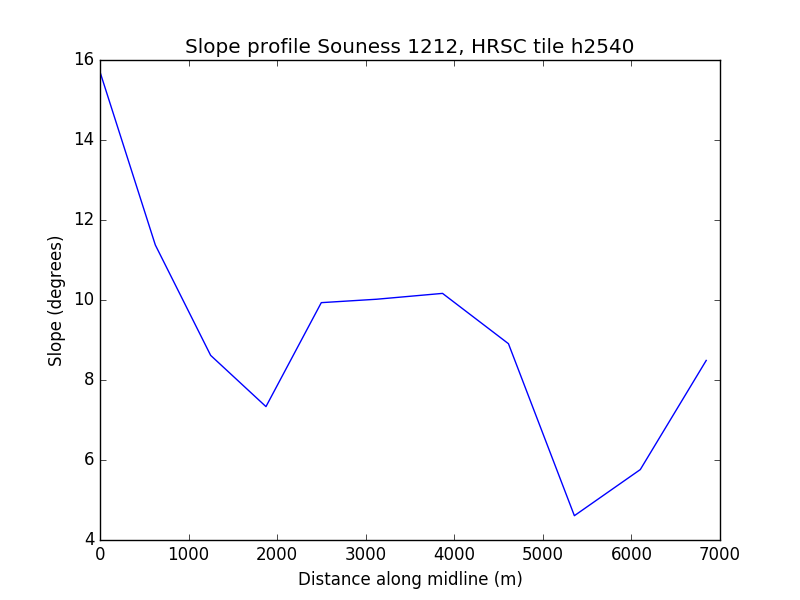 Slope profile Souness 1212, HRSC tile h2540
16
14
12
10
8
6
4
Slope (degrees)
0 1000 2000 3000 4000 5000 6000 7000
Distance along midline (m)